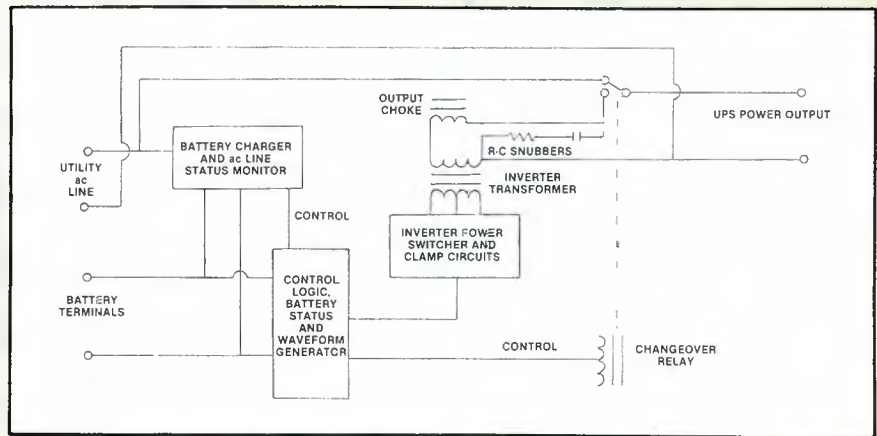 OUTPUT
CHOKE
UPS POWER OUTPUT
BATTERY CHARGER
AND ac LINE
STATUS MONITOR
R-C SNUBBERS
UTILITY
ac
LINE
INVERTER
TRANSFORMER
CONTROL
INVERTER POWER
SWITCHER AND
CLAMP CIRCUITS
CONTROL
LOGIC,
BATTERY
STATUS
AND
WAVEFORM
GENERATOR
BATTERY
TERMINALS
CONTROL
CHANGEOVER
RELAY